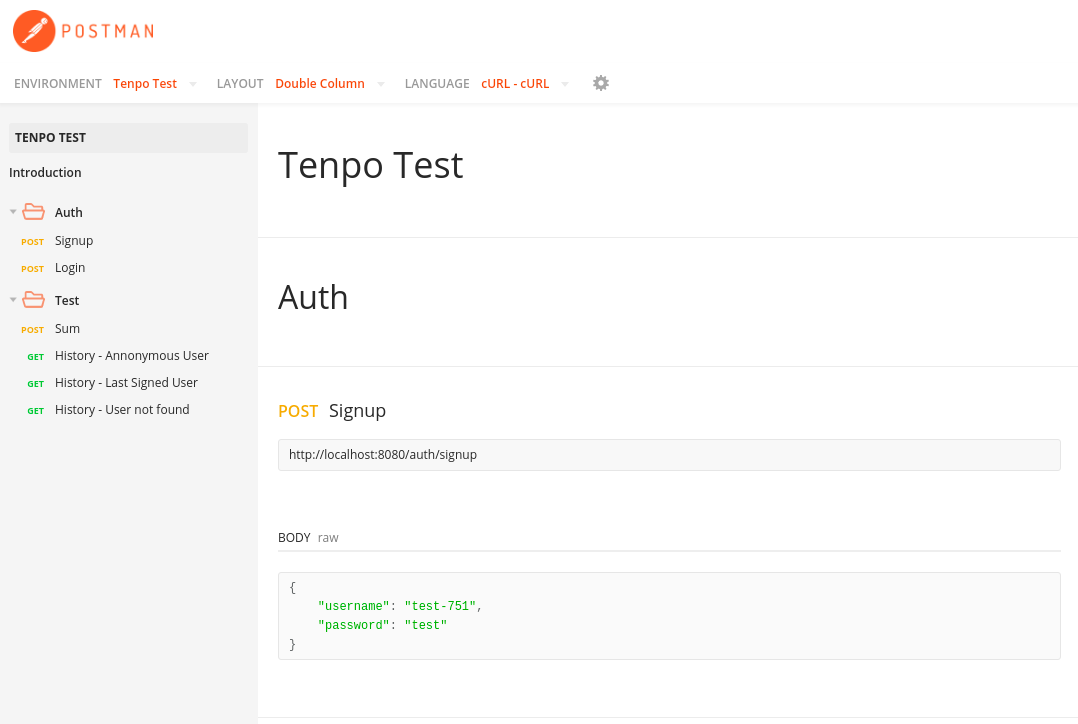 POSTMAN
ENVIRONMENT Tenpo Test LAYOUT Double Column LANGUAGE cURL - cURL
TENPO TEST
Introduction
Auth
POST Signup
POST Login
Test
POST Sum
GET History - Annonymous User
GET History - Last Signed User
GET History - User not found
Tenpo Test
Auth
POST Signup
http://localhost:8080/auth/signup
BODY raw
{
    "username": "test-751",
    "password": "test"
}